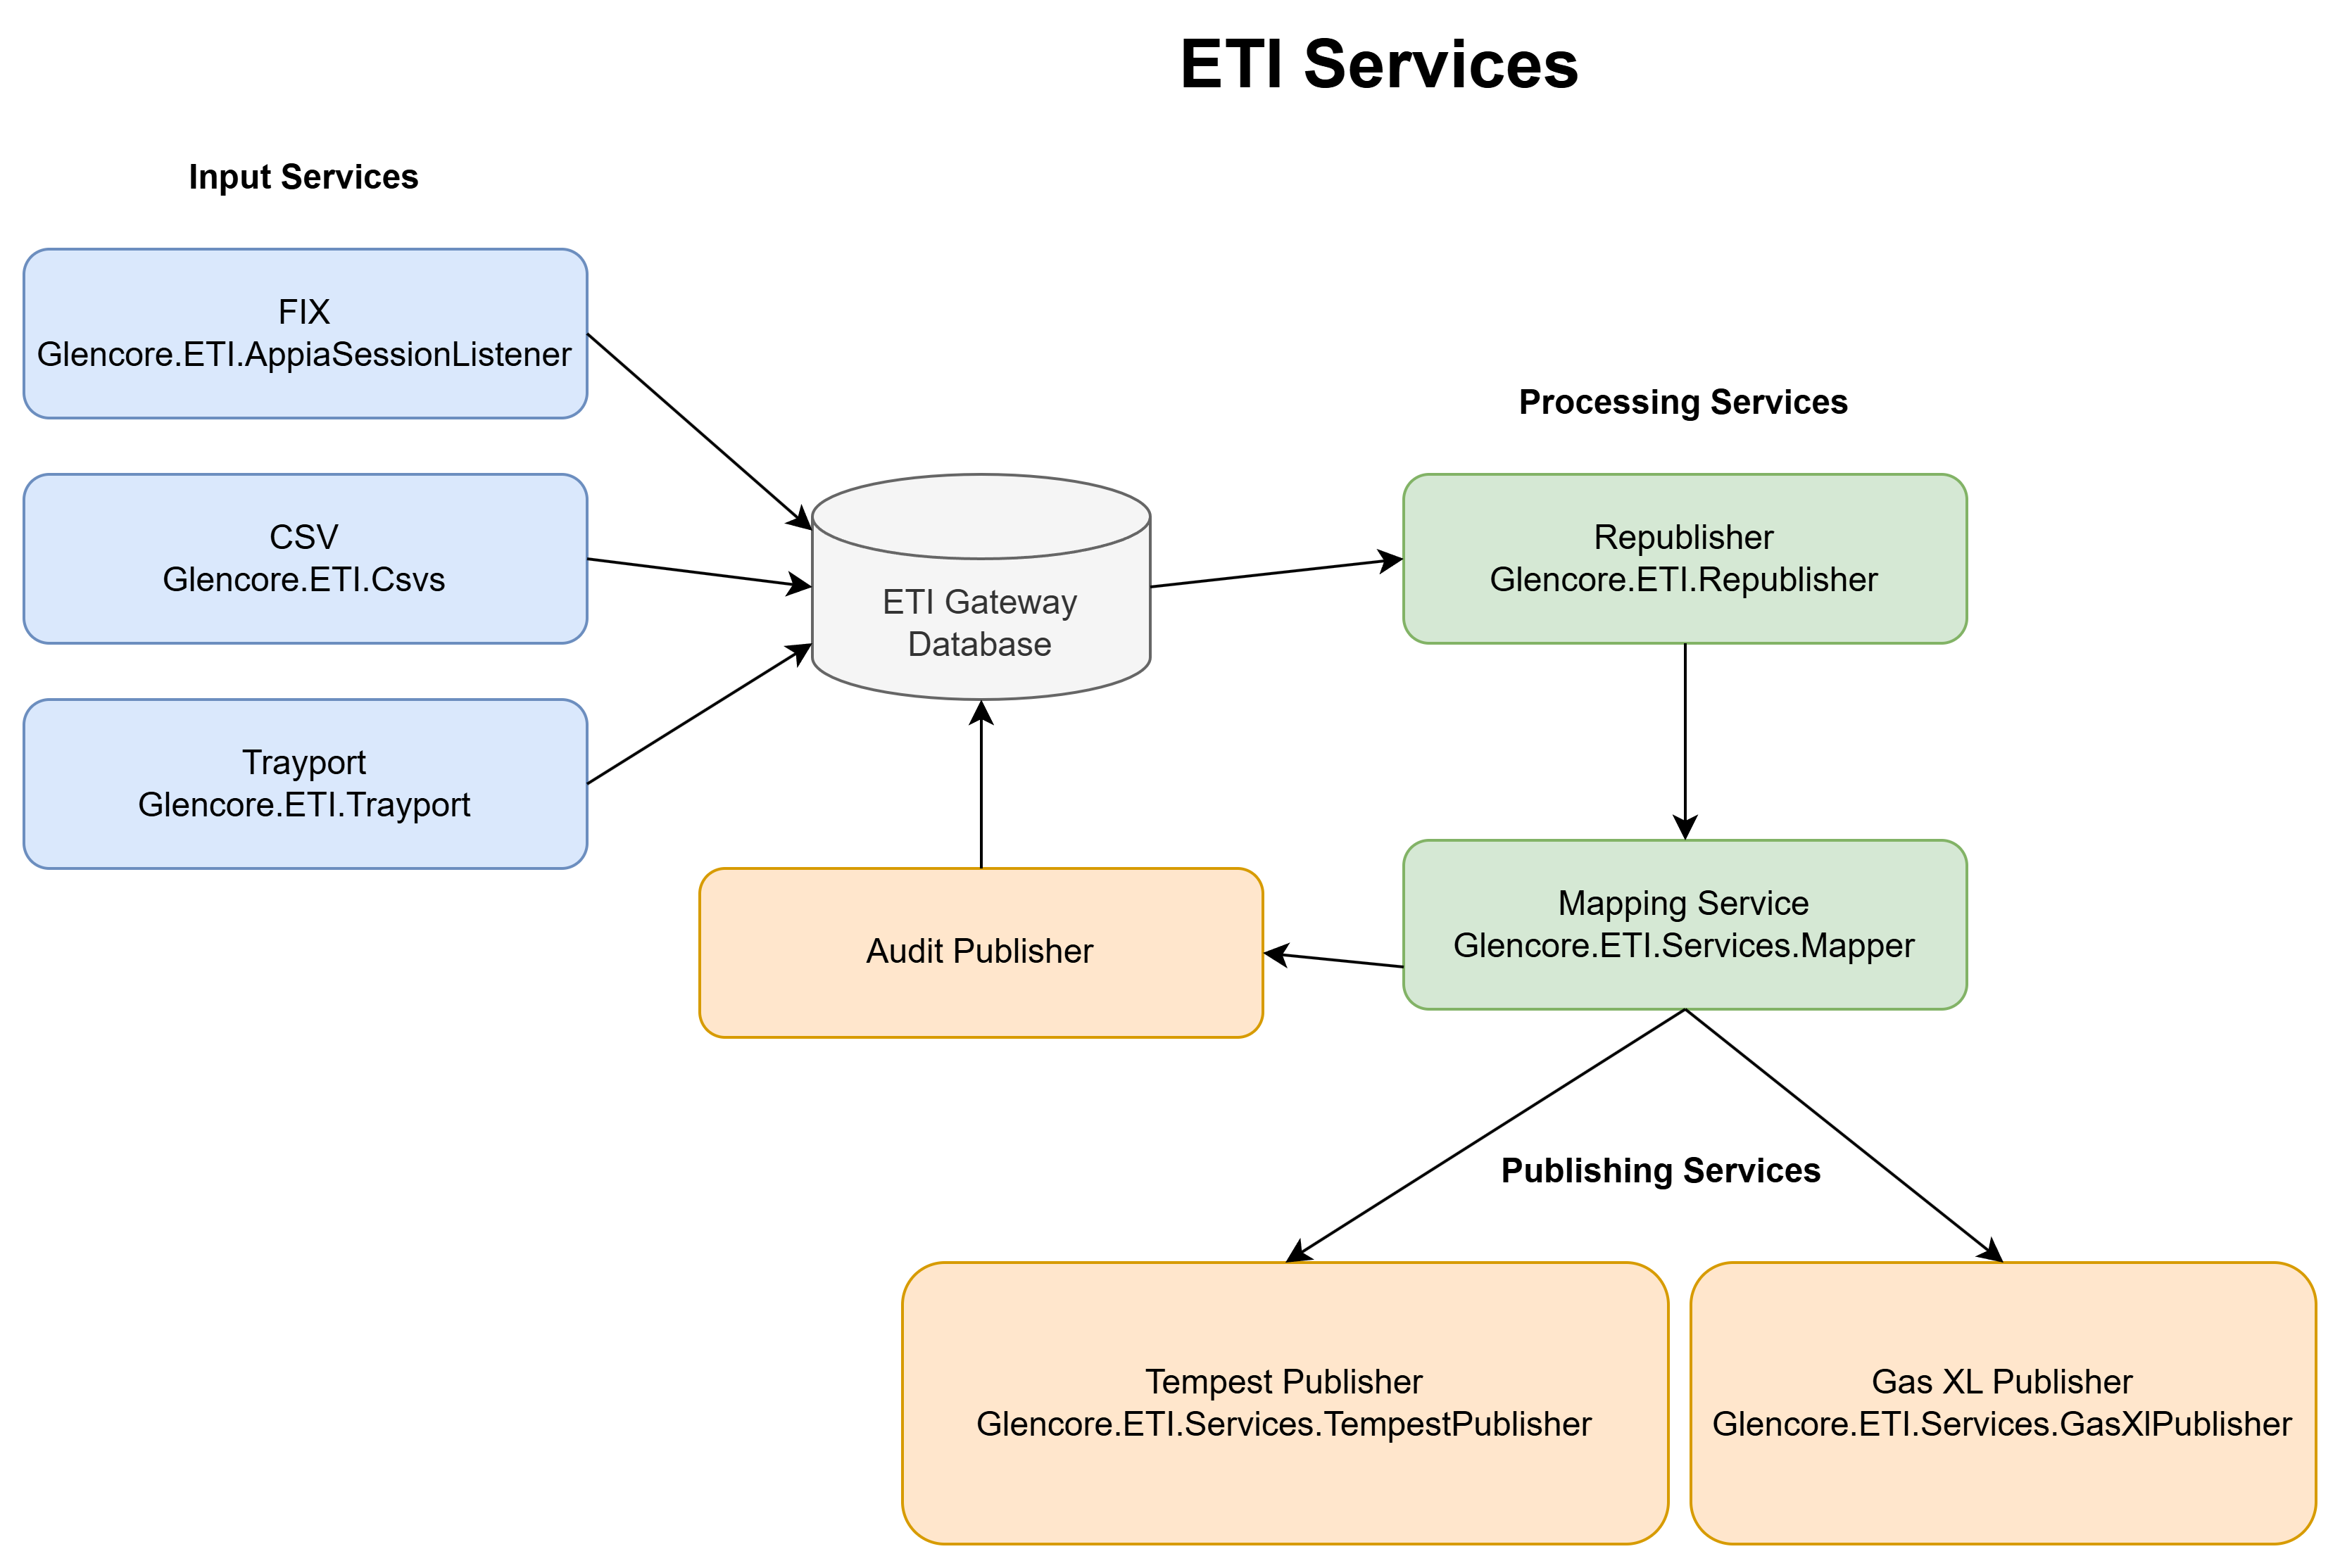 ETI Services
Input Services
FIX
Glencore.ETI.AppiaSessionListener
CSV
Glencore.ETI.Csvs
Trayport
Glencore.ETI.Trayport
ETI Gateway
Database
Processing Services
Republisher
Glencore.ETI.Republisher
Mapping Service
Glencore.ETI.Services.Mapper
Audit Publisher
Publishing Services
Tempest Publisher
Glencore.ETI.Services.TempestPublisher
Gas XL Publisher
Glencore.ETI.Services.GasXlPublisher